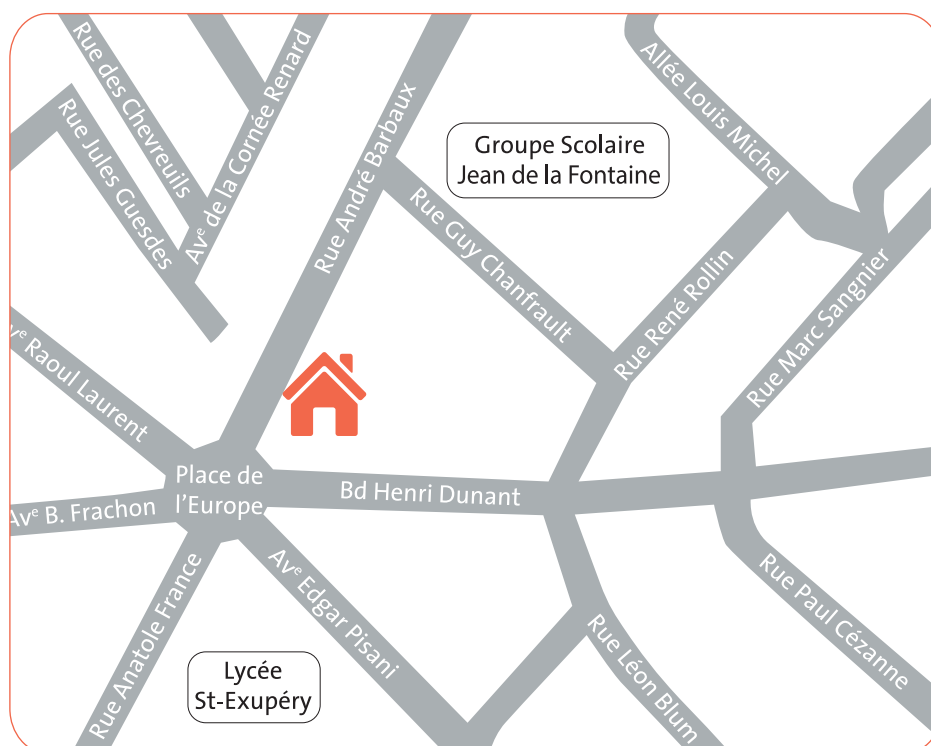 Rue des Chevreuils
Rue Jules Guesdes
Avᵉ de la Cornée Renard
Rue André Barbaux
Allée Louis Michel
Groupe Scolaire
Jean de la Fontaine
Rue Guy Chanfrault
Rue René Rollin
Rue Marc Sangnier
vᵉ Raoul Laurent
Place de
l'Europe
Bd Henri Dunant
Avᵉ B. Frachon
Rue Anatole France
Avᵉ Edgar Pisani
Rue Léon Blum
Rue Paul Cézanne
Lycée
St-Exupéry